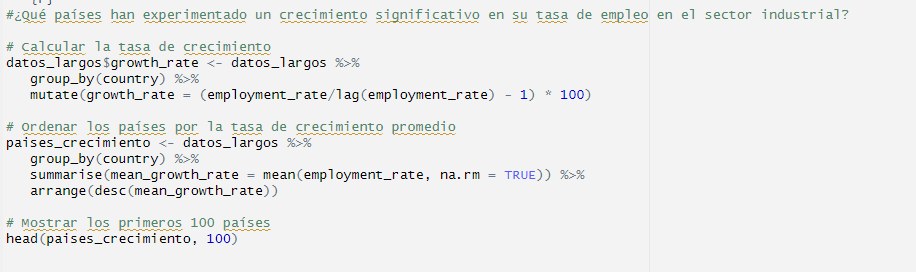 #¿Qué países han experimentado un crecimiento significativo en su tasa de empleo en el sector industrial?
# Calcular la tasa de crecimiento
datos_largos$growth_rate <- datos_largos %>%
group_by(country) %>%
mutate(growth_rate = (employment_rate/lag(employment_rate) - 1) * 100)
# Ordenar los países por la tasa de crecimiento promedio
paises_crecimiento <- datos_largos %>%
group_by(country) %>%
summarise(mean_growth_rate = mean(employment_rate, na.rm = TRUE)) %>%
arrange(desc(mean_growth_rate))
# Mostrar los primeros 100 países
head(paises_crecimiento, 100)